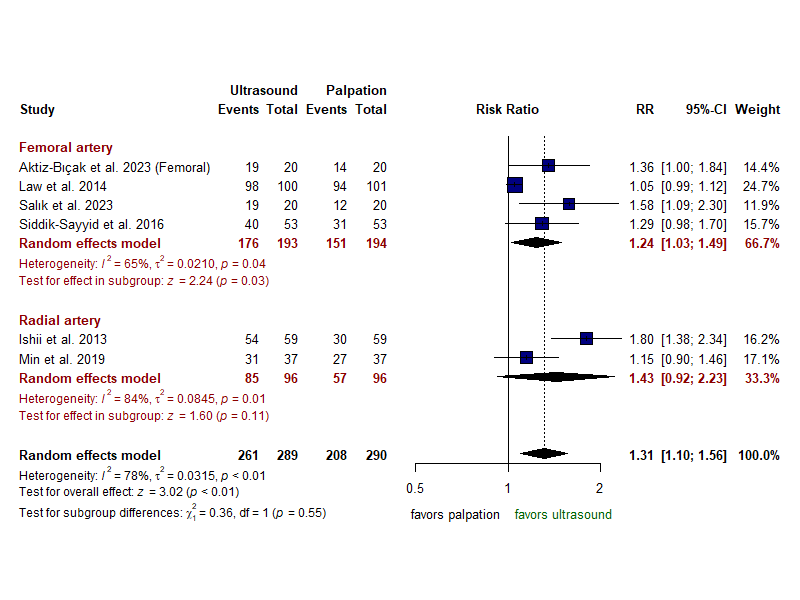 Ultrasound Palpation
Study Events Total Events Total Risk Ratio RR 95%-CI Weight
Femoral artery
Aktiz-Bıçak et al. 2023 (Femoral) 19 20 14 20 1.36 [1.00; 1.84] 14.4%
Law et al. 2014 98 100 94 101 1.05 [0.99; 1.12] 24.7%
Salık et al. 2023 19 20 12 20 1.58 [1.09; 2.30] 11.9%
Siddik-Sayyid et al. 2016 40 53 31 53 1.29 [0.98; 1.70] 15.7%
Random effects model 176 193 151 194 1.24 [1.03; 1.49] 66.7%
Heterogeneity: I² = 65%, τ² = 0.0210, p = 0.04
Test for effect in subgroup: z = 2.24 (p = 0.03)
Radial artery
Ishii et al. 2013 54 59 30 59 1.80 [1.38; 2.34] 16.2%
Min et al. 2019 31 37 27 37 1.15 [0.90; 1.46] 17.1%
Random effects model 85 96 57 96 1.43 [0.92; 2.23] 33.3%
Heterogeneity: I² = 84%, τ² = 0.0845, p = 0.01
Test for effect in subgroup: z = 1.60 (p = 0.11)
Random effects model 261 289 208 290 1.31 [1.10; 1.56] 100.0%
Heterogeneity: I² = 78%, τ² = 0.0315, p < 0.01
Test for overall effect: z = 3.02 (p < 0.01)
0.5 1 2
Test for subgroup differences: χ²₁ = 0.36, df = 1 (p = 0.55)
favors palpation favors ultrasound